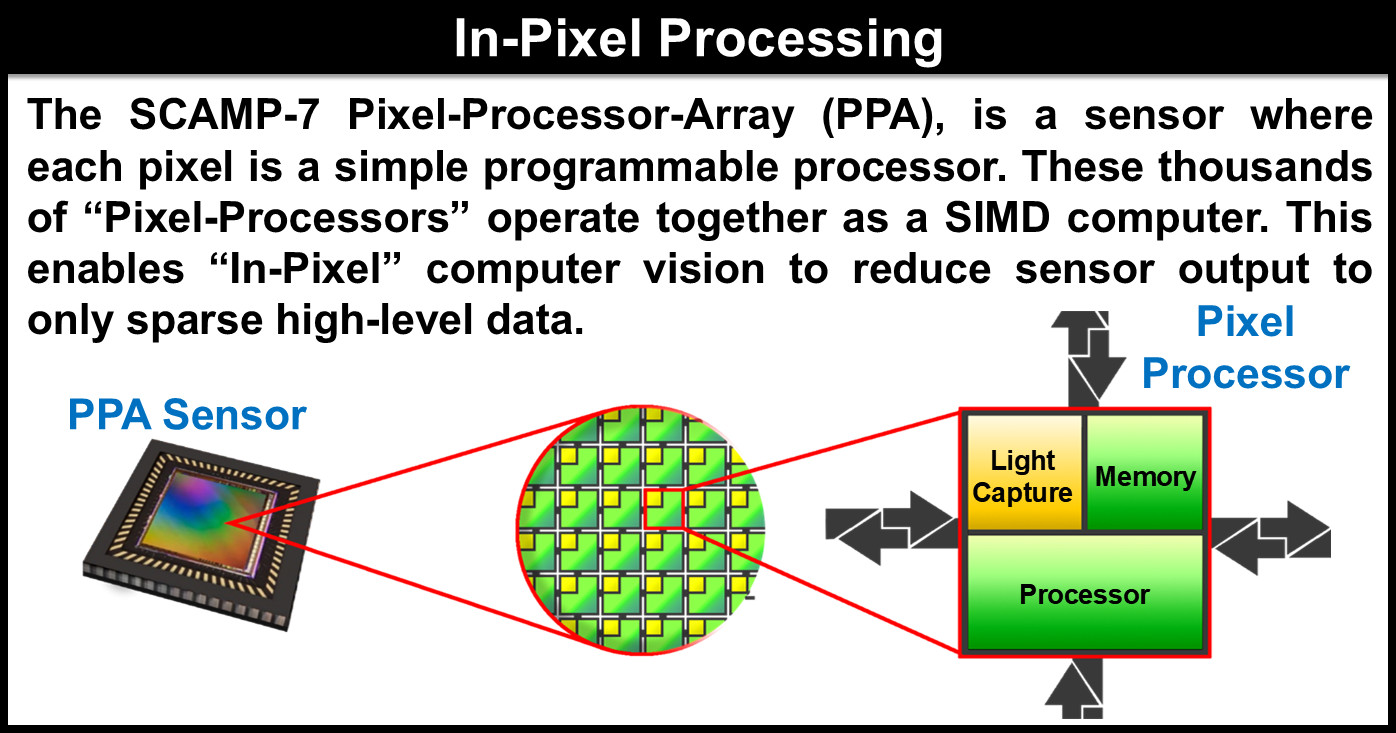 In-Pixel Processing
The SCAMP-7 Pixel-Processor-Array (PPA), is a sensor where
each pixel is a simple programmable processor. These thousands
of “Pixel-Processors” operate together as a SIMD computer. This
enables “In-Pixel” computer vision to reduce sensor output to
only sparse high-level data.
Pixel
Processor
PPA Sensor
Light
Capture
Memory
Processor